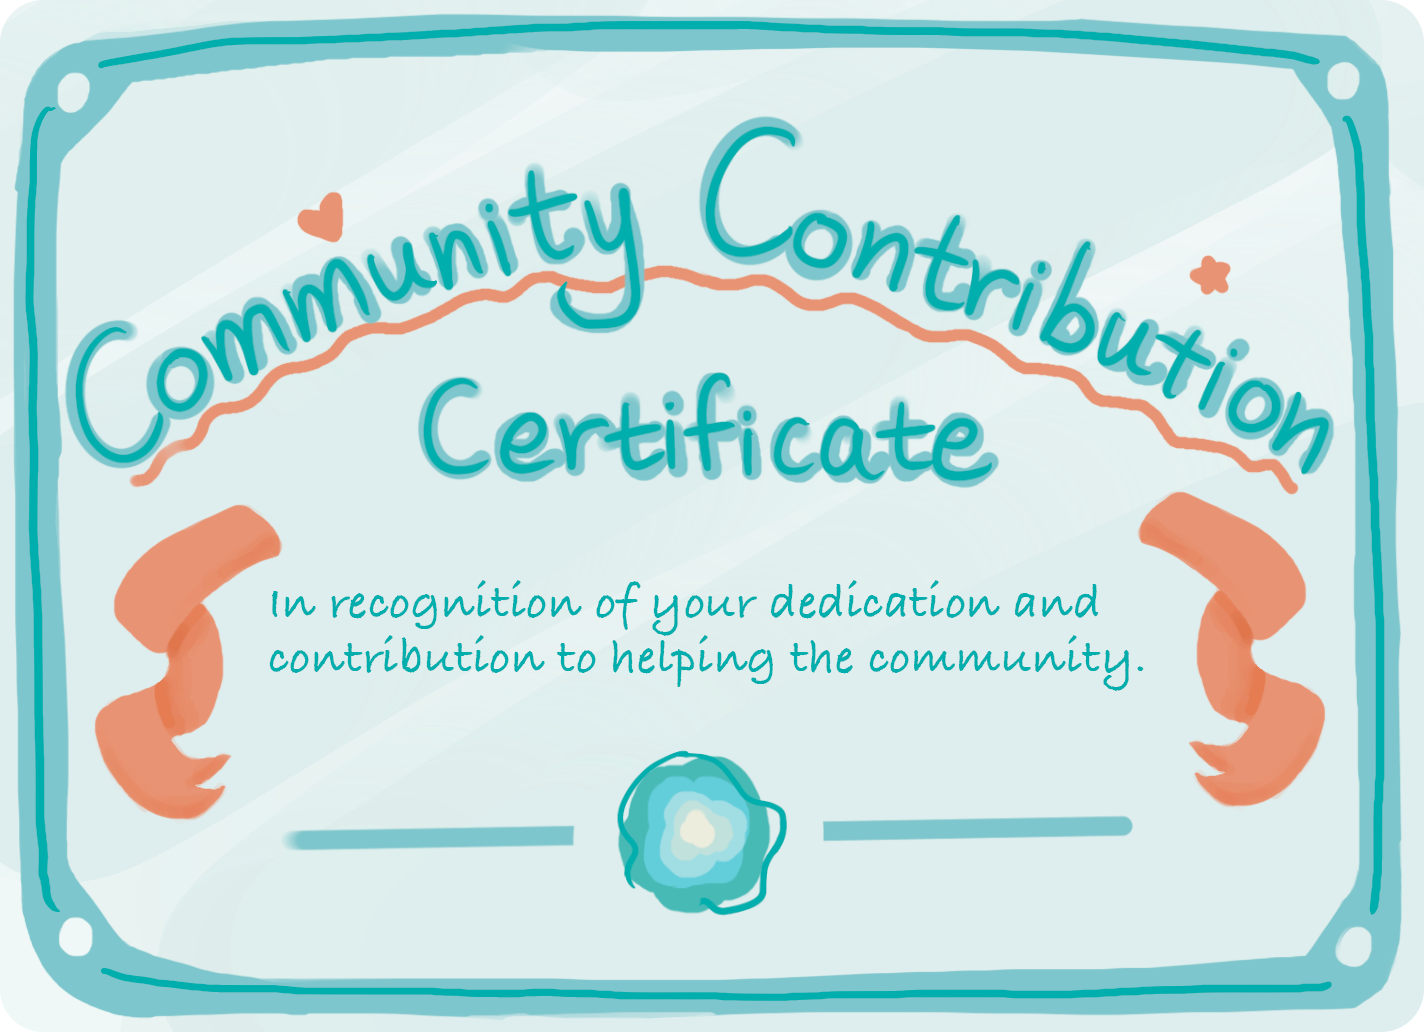 Community Contribution
Certificate
In recognition of your dedication and
contribution to helping the community.